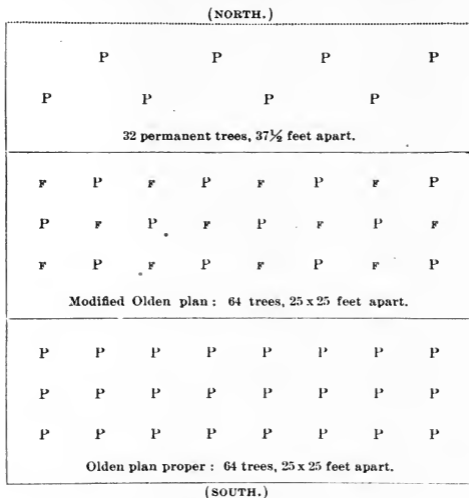 (NORTH.)
P P P P
P P P P
32 permanent trees, 37½ feet apart.
F P F P F P F P
P F P F P F P F
F P F P F P F P
Modified Olden plan : 64 trees, 25 x 25 feet apart.
P P P P P P P P
P P P P P P P P
P P P P P P P P
Olden plan proper : 64 trees, 25 x 25 feet apart.
(SOUTH.)